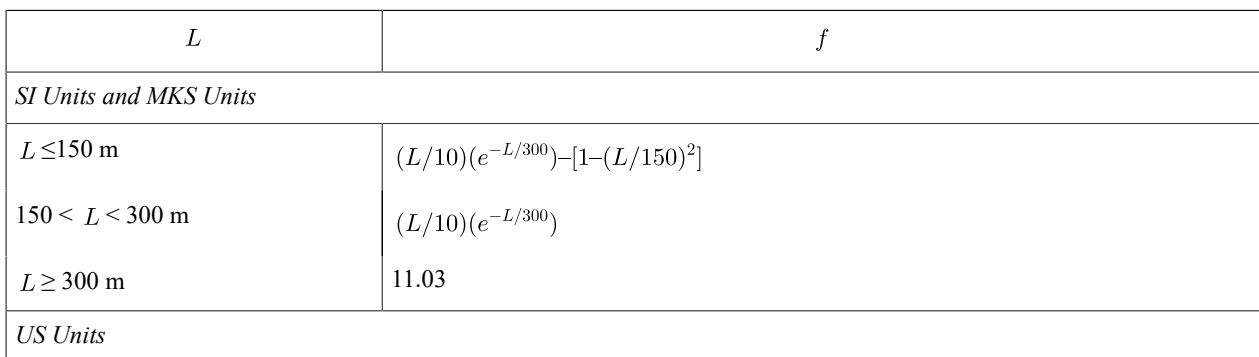 L f
SI Units and MKS Units
L ≤150 m (L/10)(e^{-L/300})–[1–(L/150)^2]
150 < L < 300 m (L/10)(e^{-L/300})
L ≥ 300 m 11.03
US Units